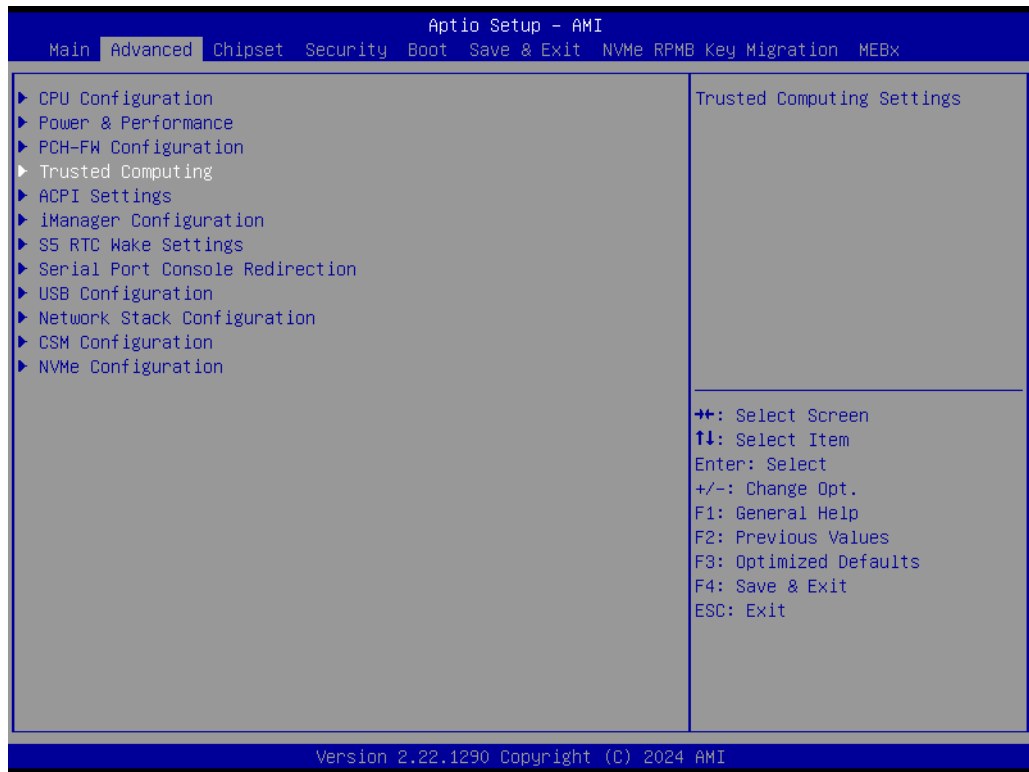 Aptio Setup – AMI
Main Advanced Chipset Security Boot Save & Exit NVMe RPMB Key Migration MEBx
▶ CPU Configuration
▶ Power & Performance
▶ PCH-FW Configuration
▶ Trusted Computing
▶ ACPI Settings
▶ iManager Configuration
▶ S5 RTC Wake Settings
▶ Serial Port Console Redirection
▶ USB Configuration
▶ Network Stack Configuration
▶ CSM Configuration
▶ NVMe Configuration
Trusted Computing Settings
→←: Select Screen
↑↓: Select Item
Enter: Select
+/-: Change Opt.
F1: General Help
F2: Previous Values
F3: Optimized Defaults
F4: Save & Exit
ESC: Exit
Version 2.22.1290 Copyright (C) 2024 AMI